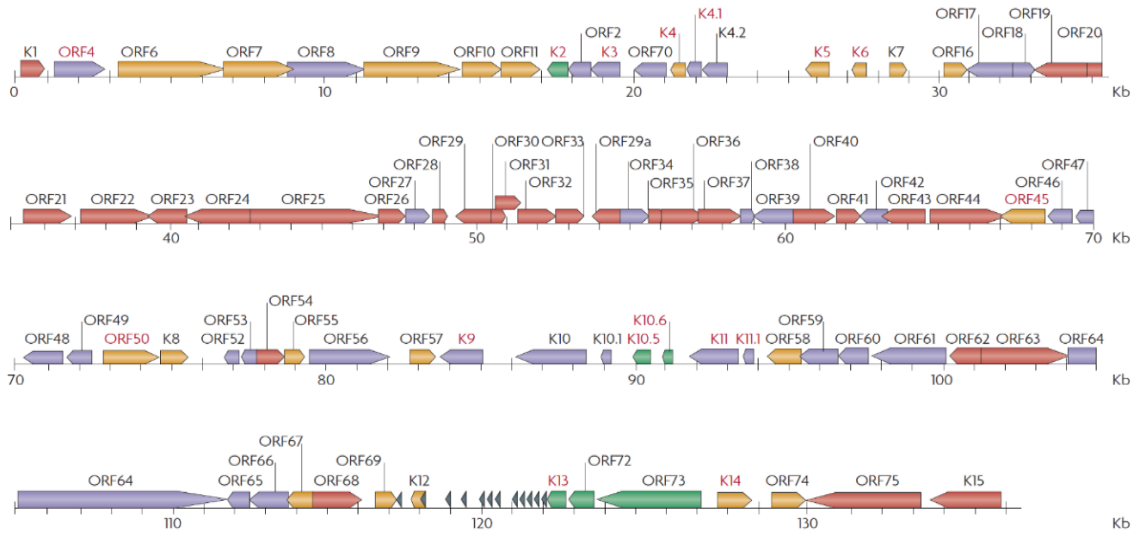 K4.1
K1 ORF4 ORF6 ORF7 ORF8 ORF9 ORF10 ORF11 K2 ORF2 K3 ORF70 K4 K4.2 K5 K6 K7 ORF16 ORF17 ORF18 ORF19 ORF20
0 10 20 30 Kb
ORF29 ORF30 ORF33 ORF29a ORF36 ORF40
ORF28 ORF31 ORF34 ORF38 ORF42 ORF47
ORF21 ORF22 ORF23 ORF24 ORF25 ORF26 ORF27 ORF32 ORF35 ORF37 ORF39 ORF41 ORF43 ORF44 ORF45 ORF46
40 50 60 70 Kb
ORF54 K10.6
ORF49 ORF53 ORF55 ORF59
ORF48 ORF50 K8 ORF52 ORF56 ORF57 K9 K10 K10.1 K10.5 K11 K11.1 ORF58 ORF60 ORF61 ORF62 ORF63 ORF64
70 80 90 100 Kb
ORF67
ORF66 ORF69 ORF72
ORF64 ORF65 ORF68 K12 K13 ORF73 K14 ORF74 ORF75 K15
110 120 130 Kb